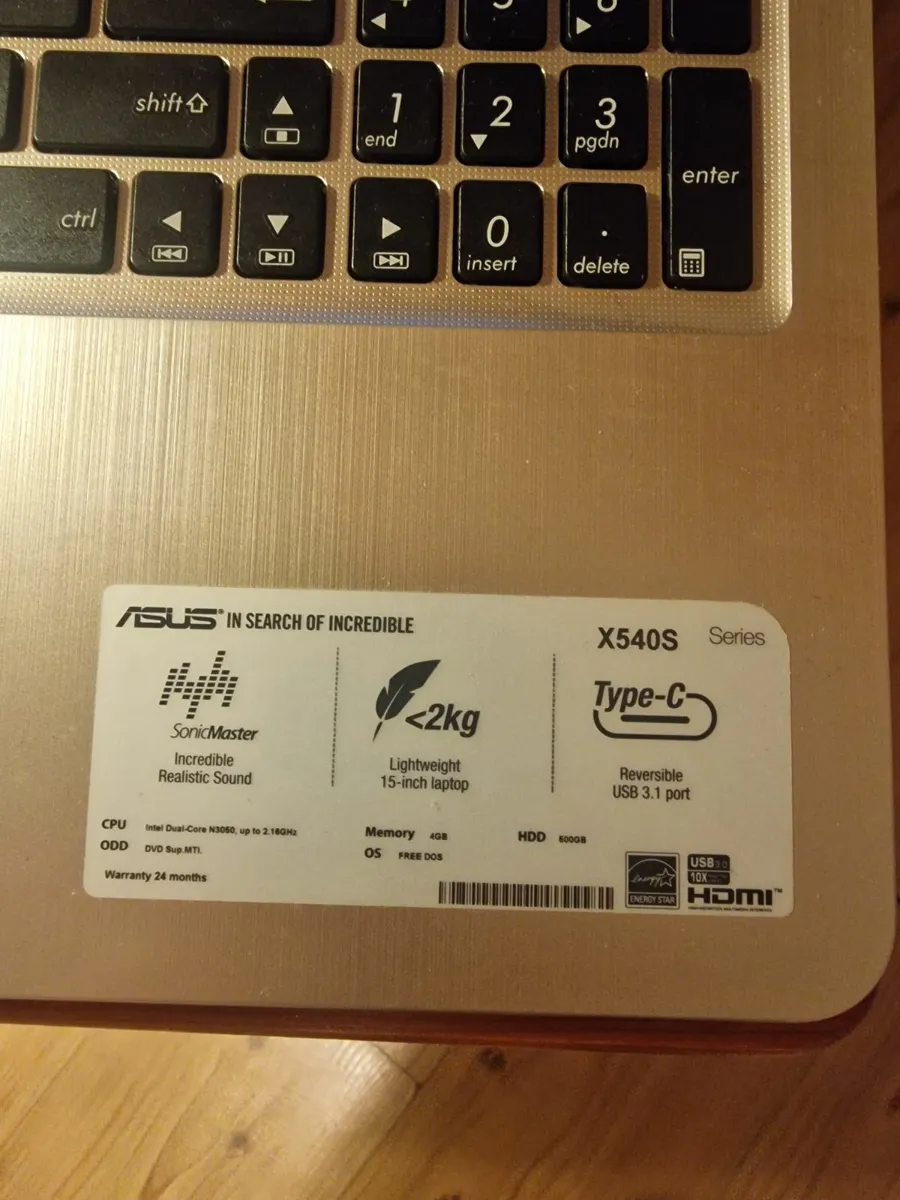 shift
1
2
3
end
pgdn
enter
ctrl
0
.
insert
delete
ASUS® IN SEARCH OF INCREDIBLE
X540S Series
<2kg
Type-C
SonicMaster
Incredible
Realistic Sound
Lightweight
15-inch laptop
Reversible
USB 3.1 port
CPU Intel Dual-Core N3050, up to 2.16GHz
Memory 4GB
HDD 500GB
ODD DVD Sup.MTI.
OS FREE DOS
Warranty 24 months
energy
ENERGY STAR
USB 3.0
10X
HDMI™